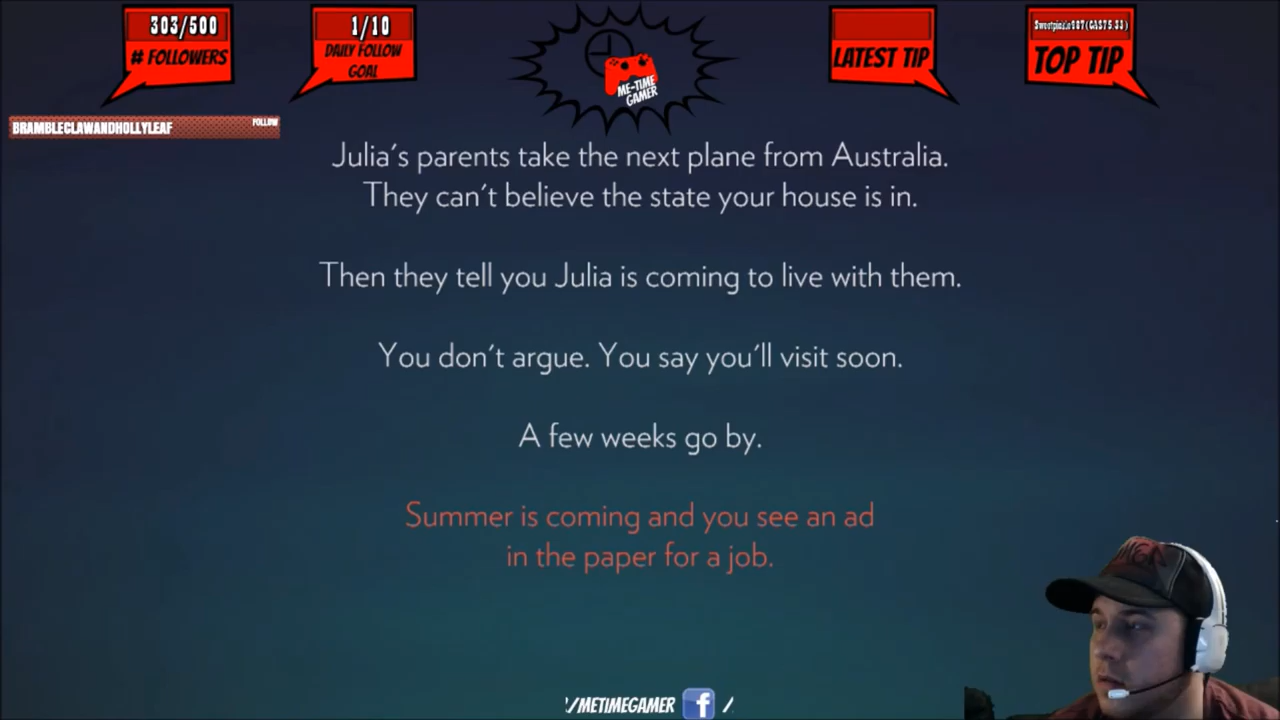 303/500
# FOLLOWERS
1/10
DAILY FOLLOW
GOAL
ME-TIME
GAMER
LATEST TIP
TOP TIP
BRAMBLECLAWANDHOLLYLEAF
FOLLOW
Julia's parents take the next plane from Australia.
They can't believe the state your house is in.
Then they tell you Julia is coming to live with them.
You don't argue. You say you'll visit soon.
A few weeks go by.
Summer is coming and you see an ad
in the paper for a job.
/METIMEGAMER f /